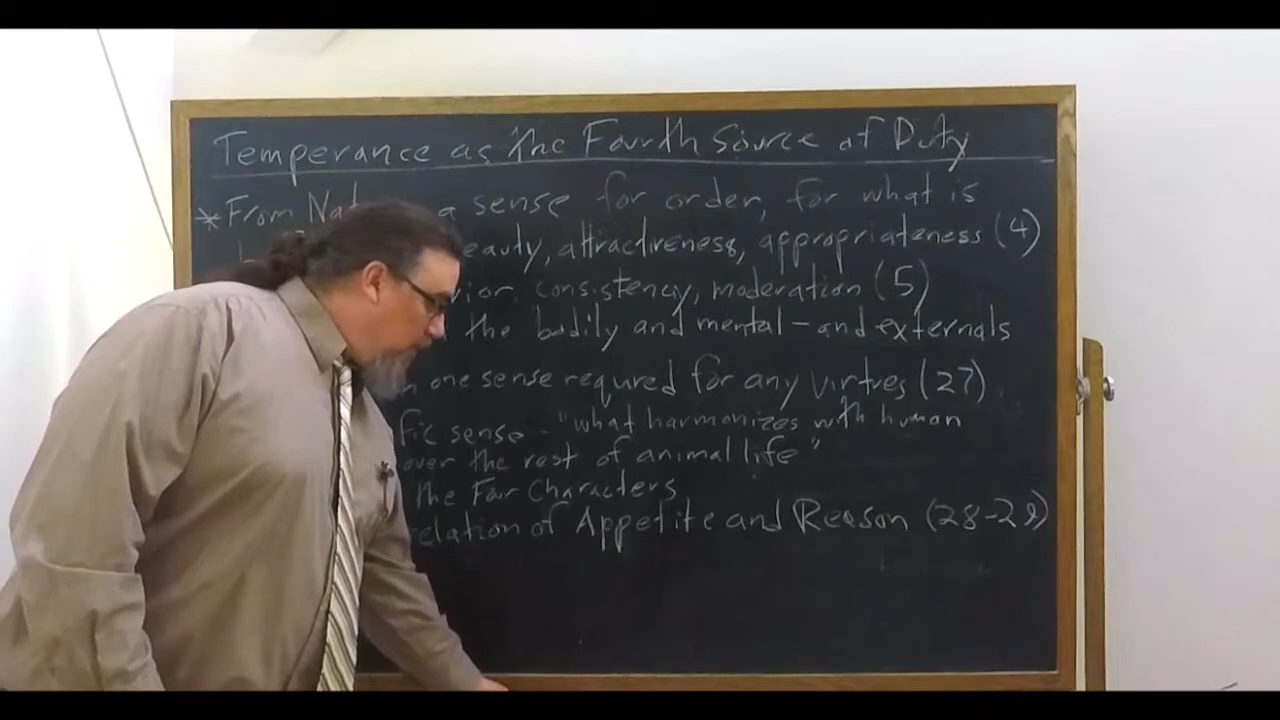 Temperance as the Fourth Source of Duty
* From Nat a sense for order, for what is
eauty, attractiveness, appropriateness (4)
vior, consistency, moderation (5)
the bodily and mental - and externals
in one sense requred for any virtues (27)
fic sense - "what harmonizes with human
over the rest of animal life"
the Four Characters
relation of Appetite and Reason (28-29)